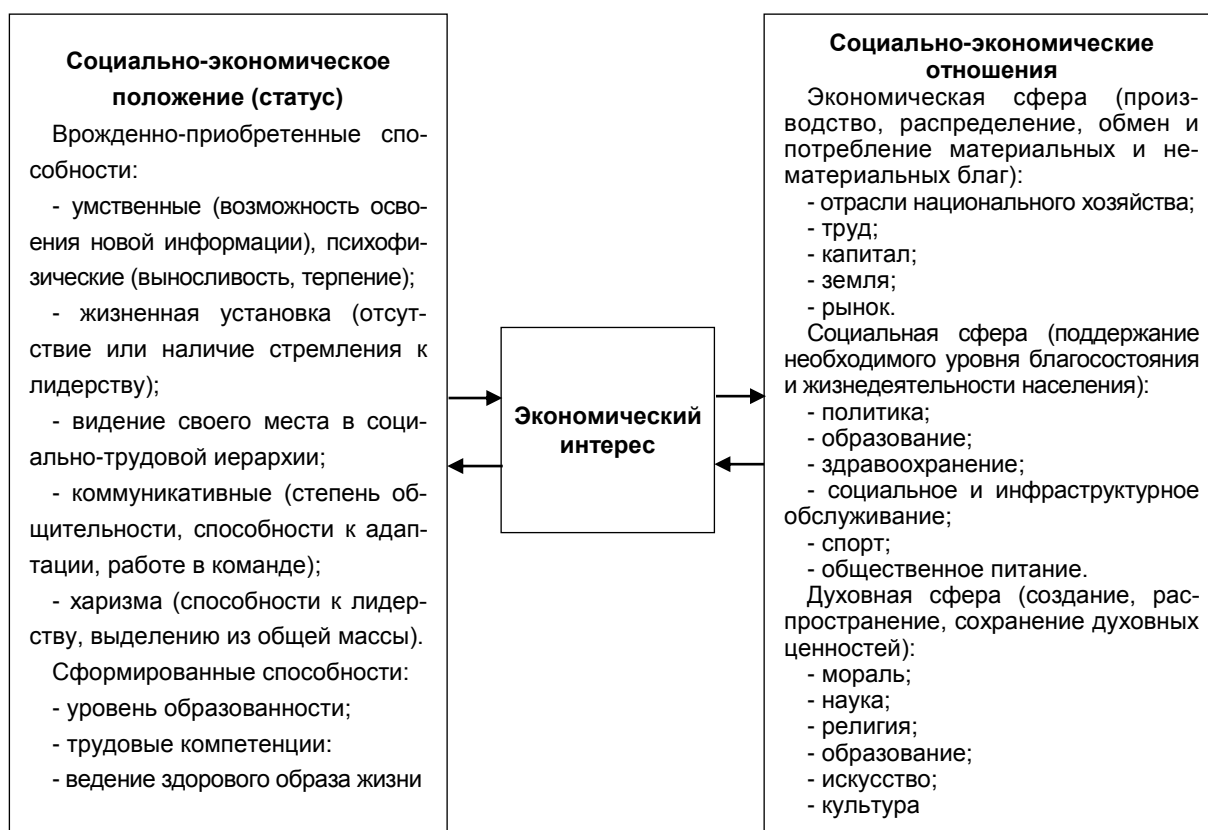 Социально-экономическое
положение (статус)
Врожденно-приобретенные спо-
собности:
- умственные (возможность осво-
ения новой информации), психофи-
зические (выносливость, терпение);
- жизненная установка (отсут-
ствие или наличие стремления к
лидерству);
- видение своего места в соци-
ально-трудовой иерархии;
- коммуникативные (степень об-
щительности, способности к адап-
тации, работе в команде);
- харизма (способности к лидер-
ству, выделению из общей массы).
Сформированные способности:
- уровень образованности;
- трудовые компетенции:
- ведение здорового образа жизни
Экономический
интерес
Социально-экономические
отношения
Экономическая сфера (произ-
водство, распределение, обмен и
потребление материальных и не-
материальных благ):
- отрасли национального хозяйства;
- труд;
- капитал;
- земля;
- рынок.
Социальная сфера (поддержание
необходимого уровня благосостояния
и жизнедеятельности населения):
- политика;
- образование;
- здравоохранение;
- социальное и инфраструктурное
обслуживание;
- спорт;
- общественное питание.
Духовная сфера (создание, рас-
пространение, сохранение духовных
ценностей):
- мораль;
- наука;
- религия;
- образование;
- искусство;
- культура